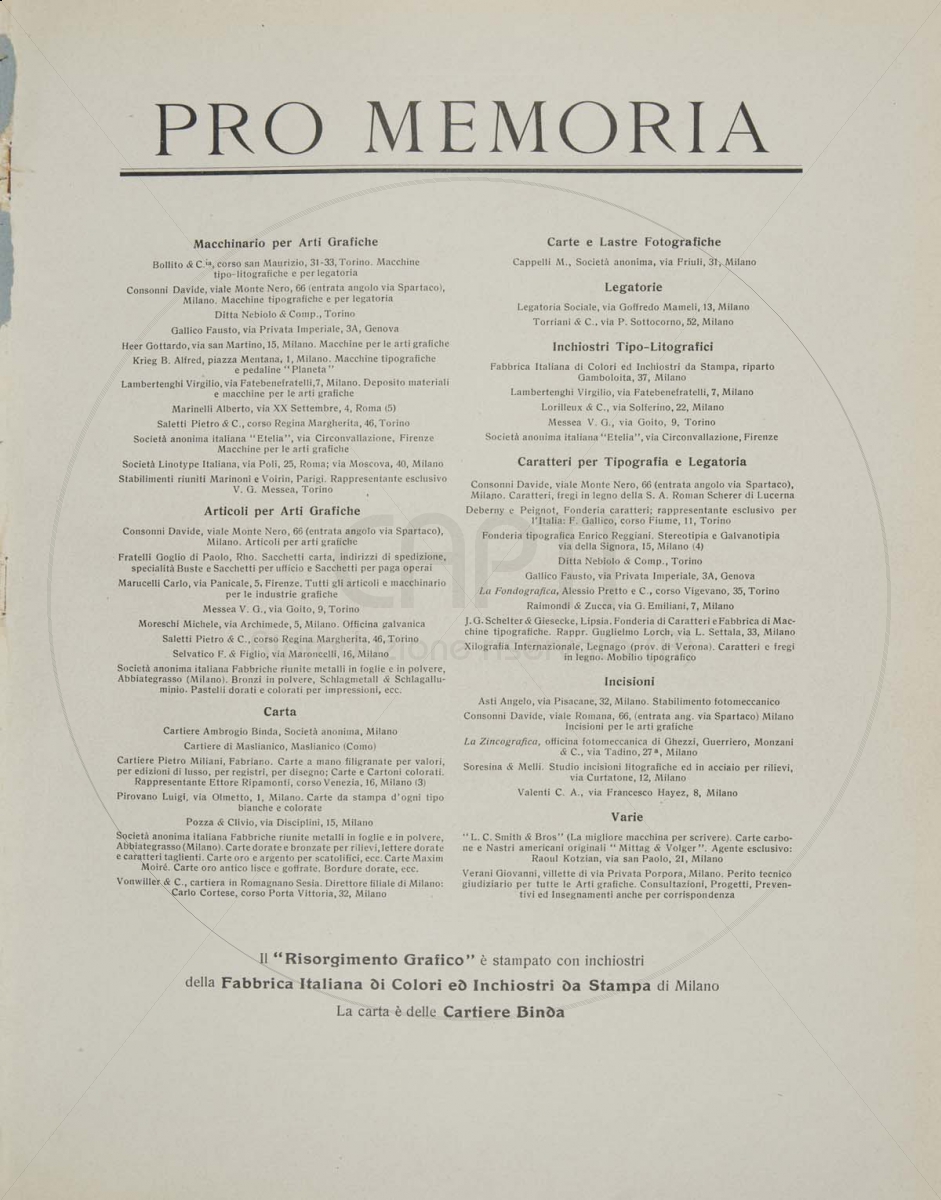 PRO MEMORIA
Macchinario per Arti Grafiche
Bollito & C.ia, corso san Maurizio, 31-33, Torino. Macchine
tipo-litografiche e per legatoria
Consonni Davide, viale Monte Nero, 66 (entrata angolo via Spartaco),
Milano. Macchine tipografiche e per legatoria
Ditta Nebiolo & Comp., Torino
Gallico Fausto, via Privata Imperiale, 3A, Genova
Heer Gottardo, via san Martino, 15, Milano. Macchine per le arti grafiche
Krieg B. Alfred, piazza Mentana, 1, Milano. Macchine tipografiche
e pedaline "Planeta"
Lambertenghi Virgilio, via Fatebenefratelli, 7, Milano. Deposito materiali
e macchine per le arti grafiche
Marinelli Alberto, via XX Settembre, 4, Roma (5)
Saletti Pietro & C., corso Regina Margherita, 46, Torino
Società anonima italiana "Etelia", via Circonvallazione, Firenze
Macchine per le arti grafiche
Società Linotype Italiana, via Poli, 25, Roma; via Moscova, 40, Milano
Stabilimenti riuniti Marinoni e Voirin, Parigi. Rappresentante esclusivo
V. G. Messea, Torino
Articoli per Arti Grafiche
Consonni Davide, viale Monte Nero, 66 (entrata angolo via Spartaco),
Milano. Articoli per arti grafiche
Fratelli Goglio di Paolo, Rho. Sacchetti carta, indirizzi di spedizione,
specialità Buste e Sacchetti per ufficio e Sacchetti per paga operai
Marucelli Carlo, via Panicale, 5, Firenze. Tutti gli articoli e macchinario
per le industrie grafiche
Messea V. G., via Goito, 9, Torino
Moreschi Michele, via Archimede, 5, Milano. Officina galvanica
Saletti Pietro & C., corso Regina Margherita, 46, Torino
Selvatico F. & Figlio, via Maroncelli, 16, Milano
Società anonima italiana Fabbriche riunite metalli in foglie e in polvere,
Abbiategrasso (Milano). Bronzi in polvere, Schlagmetall & Schlagallu-
minio. Pastelli dorati e colorati per impressioni, ecc.
Carta
Cartiere Ambrogio Binda, Società anonima, Milano
Cartiere di Maslianico, Maslianico (Como)
Cartiere Pietro Miliani, Fabriano. Carte a mano filigranate per valori,
per edizioni di lusso, per registri, per disegno; Carte e Cartoni colorati.
Rappresentante Ettore Ripamonti, corso Venezia, 16, Milano (3)
Pirovano Luigi, via Olmetto, 1, Milano. Carte da stampa d'ogni tipo
bianche e colorate
Pozza & Clivio, via Disciplini, 15, Milano
Società anonima italiana Fabbriche riunite metalli in foglie e in polvere,
Abbiategrasso (Milano). Carte dorate e bronzate per rilievi, lettere dorate
e caratteri taglienti. Carte oro e argento per scatolifici, ecc. Carte Maxim
Moiré. Carte oro antico lisce e goffrate. Bordure dorate, ecc.
Vonwiller & C., cartiera in Romagnano Sesia. Direttore filiale di Milano:
Carlo Cortese, corso Porta Vittoria, 32, Milano
Carte e Lastre Fotografiche
Cappelli M., Società anonima, via Friuli, 31, Milano
Legatorie
Legatoria Sociale, via Goffredo Mameli, 13, Milano
Torriani & C., via P. Sottocorno, 52, Milano
Inchiostri Tipo-Litografici
Fabbrica Italiana di Colori ed Inchiostri da Stampa, riparto
Gamboloita, 37, Milano
Lambertenghi Virgilio, via Fatebenefratelli, 7, Milano
Lorilleux & C., via Solferino, 22, Milano
Messea V. G., via Goito, 9, Torino
Società anonima italiana "Etelia", via Circonvallazione, Firenze
Caratteri per Tipografia e Legatoria
Consonni Davide, viale Monte Nero, 66 (entrata angolo via Spartaco),
Milano. Caratteri, fregi in legno della S. A. Roman Scherer di Lucerna
Deberny e Peignot, Fonderia caratteri; rappresentante esclusivo per
l'Italia: F. Gallico, corso Fiume, 11, Torino
Fonderia tipografica Enrico Reggiani. Stereotipia e Galvanotipia
via della Signora, 15, Milano (4)
Ditta Nebiolo & Comp., Torino
Gallico Fausto, via Privata Imperiale, 3A, Genova
La Fondografica, Alessio Pretto e C., corso Vigevano, 35, Torino
Raimondi & Zucca, via G. Emiliani, 7, Milano
J. G. Schelter & Giesecke, Lipsia. Fonderia di Caratteri e Fabbrica di Mac-
chine tipografiche. Rappr. Guglielmo Lorch, via L. Settala, 33, Milano
Xilografia Internazionale, Legnago (prov. di Verona). Caratteri e fregi
in legno. Mobilio tipografico
Incisioni
Asti Angelo, via Pisacane, 32, Milano. Stabilimento fotomeccanico
Consonni Davide, viale Romana, 66, (entrata ang. via Spartaco) Milano
Incisioni per le arti grafiche
La Zincografica, officina fotomeccanica di Ghezzi, Guerriero, Monzani
& C., via Tadino, 27ª, Milano
Soresina & Melli. Studio incisioni litografiche ed in acciaio per rilievi,
via Curtatone, 12, Milano
Valenti C. A., via Francesco Hayez, 8, Milano
Varie
"L. C. Smith & Bros" (La migliore macchina per scrivere). Carte carbo-
ne e Nastri americani originali "Mittag & Volger". Agente esclusivo:
Raoul Kotzian, via san Paolo, 21, Milano
Verani Giovanni, villette di via Privata Porpora, Milano. Perito tecnico
giudiziario per tutte le Arti grafiche. Consultazioni, Progetti, Preven-
tivi ed Insegnamenti anche per corrispondenza
Il "Risorgimento Grafico" è stampato con inchiostri
della Fabbrica Italiana di Colori ed Inchiostri da Stampa di Milano
La carta è delle Cartiere Binda
CAP